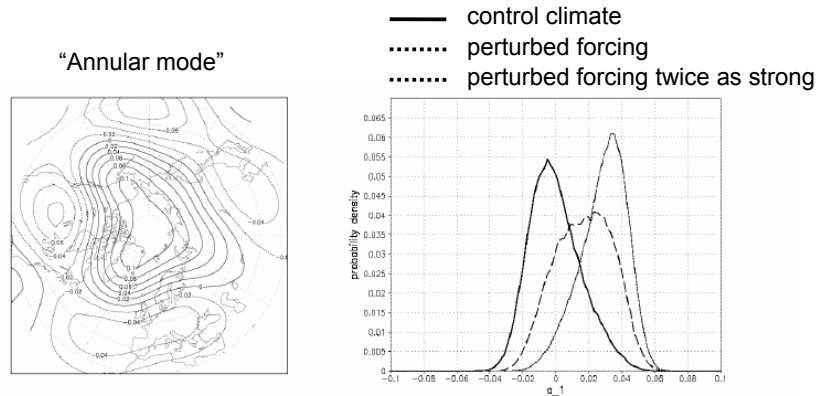 control climate
perturbed forcing
perturbed forcing twice as strong
“Annular mode”
0.065
0.06
0.055
0.05
0.045
0.04
0.035
0.03
0.025
0.02
0.015
0.01
0.005
0
probability density
-0.1 -0.08 -0.06 -0.04 -0.02 0 0.02 0.04 0.06 0.08 0.1
a_1